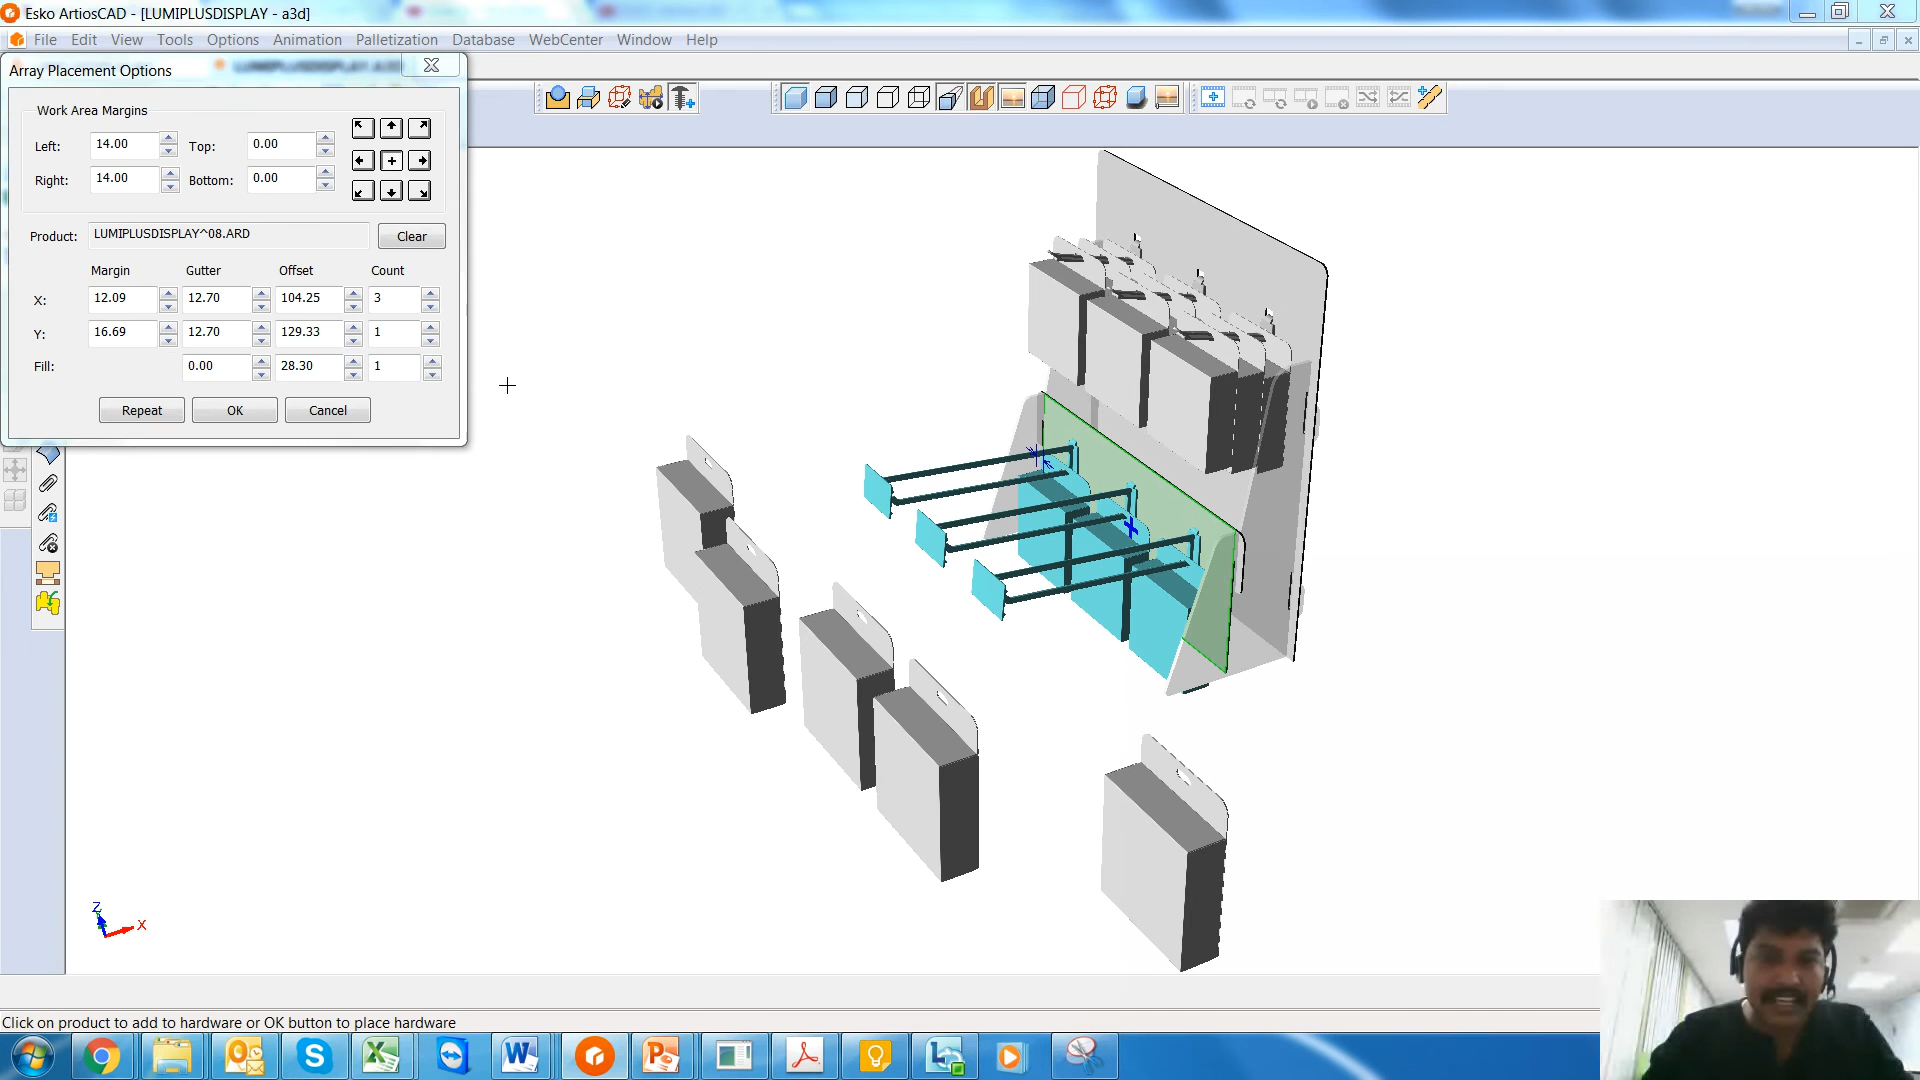 Esko ArtiosCAD - [LUMIPLUSDISPLAY - a3d]
File Edit View Tools Options Animation Palletization Database WebCenter Window Help
Array Placement Options
Work Area Margins
Left: 14.00 Top: 0.00
Right: 14.00 Bottom: 0.00
Product: LUMIPLUSDISPLAY^08.ARD Clear
Margin Gutter Offset Count
X: 12.09 12.70 104.25 3
Y: 16.69 12.70 129.33 1
Fill: 0.00 28.30 1
Repeat OK Cancel
Z
X
Click on product to add to hardware or OK button to place hardware